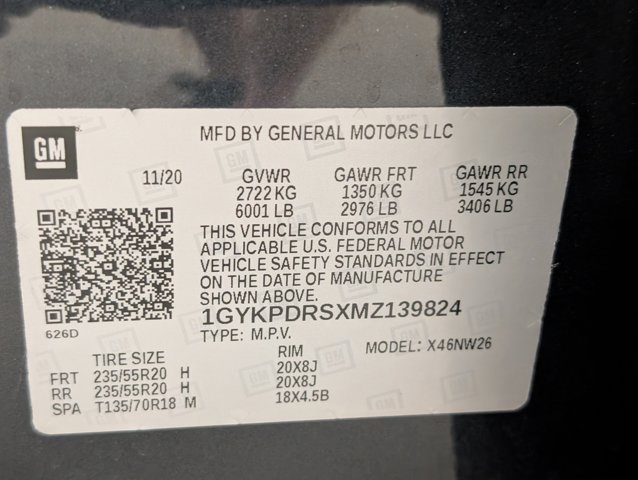 GM
MFD BY GENERAL MOTORS LLC
11/20 GVWR GAWR FRT GAWR RR
2722 KG 1350 KG 1545 KG
6001 LB 2976 LB 3406 LB
THIS VEHICLE CONFORMS TO ALL
APPLICABLE U.S. FEDERAL MOTOR
VEHICLE SAFETY STANDARDS IN EFFECT
ON THE DATE OF MANUFACTURE
SHOWN ABOVE.
1GYKPDRSXMZ139824
626D
TYPE: M.P.V. MODEL: X46NW26
TIRE SIZE RIM
FRT 235/55R20 H 20X8J
RR 235/55R20 H 20X8J
SPA T135/70R18 M 18X4.5B